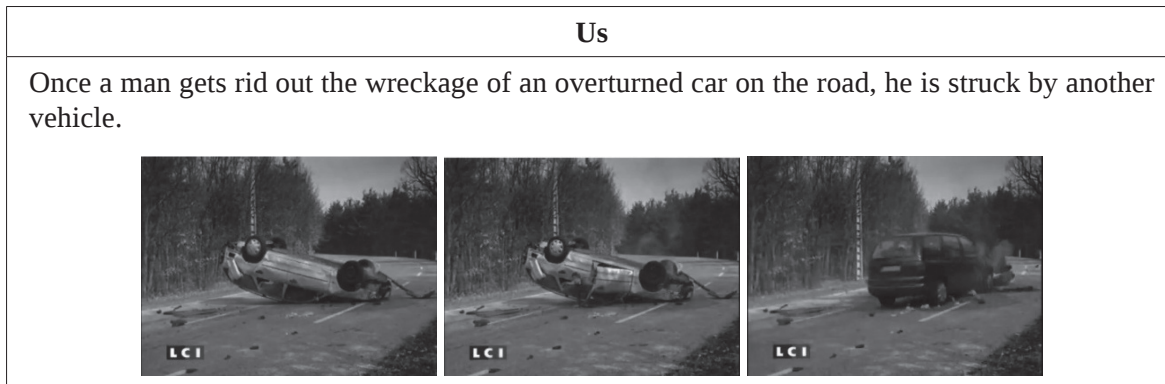 Us
Once a man gets rid out the wreckage of an overturned car on the road, he is struck by another
vehicle.
LCI LCI LCI